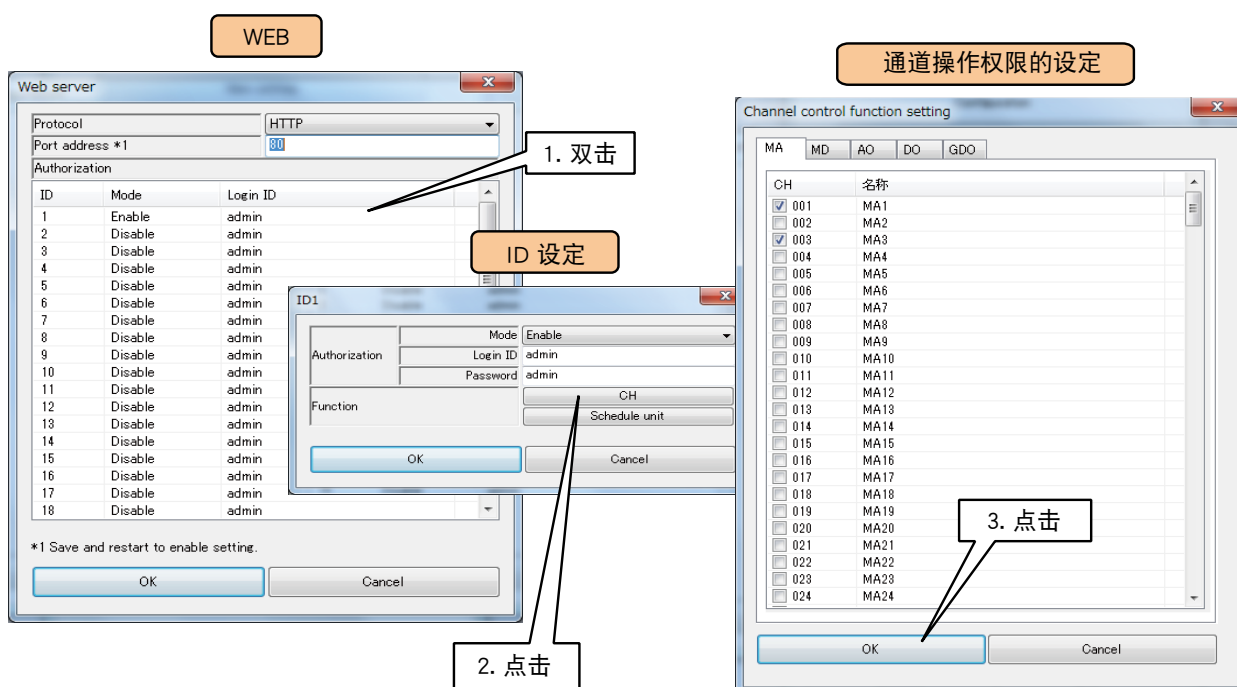 WEB
Web server
Protocol HTTP
Port address *1 80
Authorization
ID Mode Login ID
1 Enable admin
2 Disable admin
3 Disable admin
4 Disable admin
5 Disable admin
6 Disable admin
7 Disable admin
8 Disable admin
9 Disable admin
10 Disable admin
11 Disable admin
12 Disable admin
13 Disable admin
14 Disable admin
15 Disable admin
16 Disable admin
17 Disable admin
18 Disable admin
*1 Save and restart to enable setting.
OK Cancel
1. 双击
ID 设定
ID1
Authorization
Mode Enable
Login ID admin
Password admin
Function
CH
Schedule unit
OK Cancel
2. 点击
通道操作权限的设定
Channel control function setting
MA MD AO DO GDO
CH 名称
001 MA1
002 MA2
003 MA3
004 MA4
005 MA5
006 MA6
007 MA7
008 MA8
009 MA9
010 MA10
011 MA11
012 MA12
013 MA13
014 MA14
015 MA15
016 MA16
017 MA17
018 MA18
019 MA19
020 MA20
021 MA21
022 MA22
023 MA23
024 MA24
3. 点击
OK Cancel